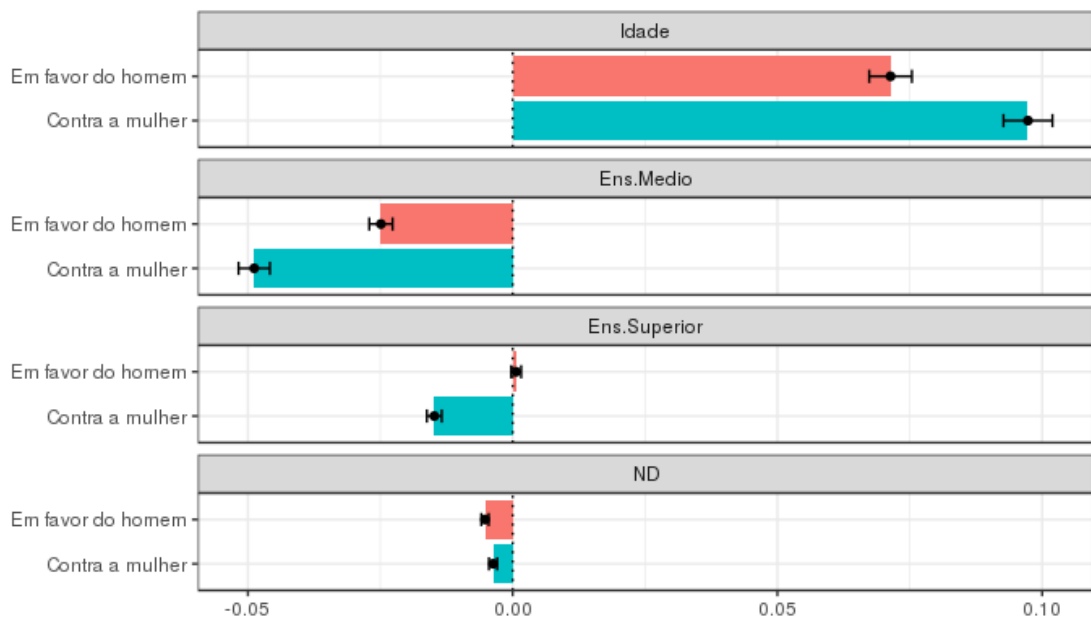 Idade
Em favor do homem
Contra a mulher
Ens.Medio
Em favor do homem
Contra a mulher
Ens.Superior
Em favor do homem
Contra a mulher
ND
Em favor do homem
Contra a mulher
-0.05 0.00 0.05 0.10